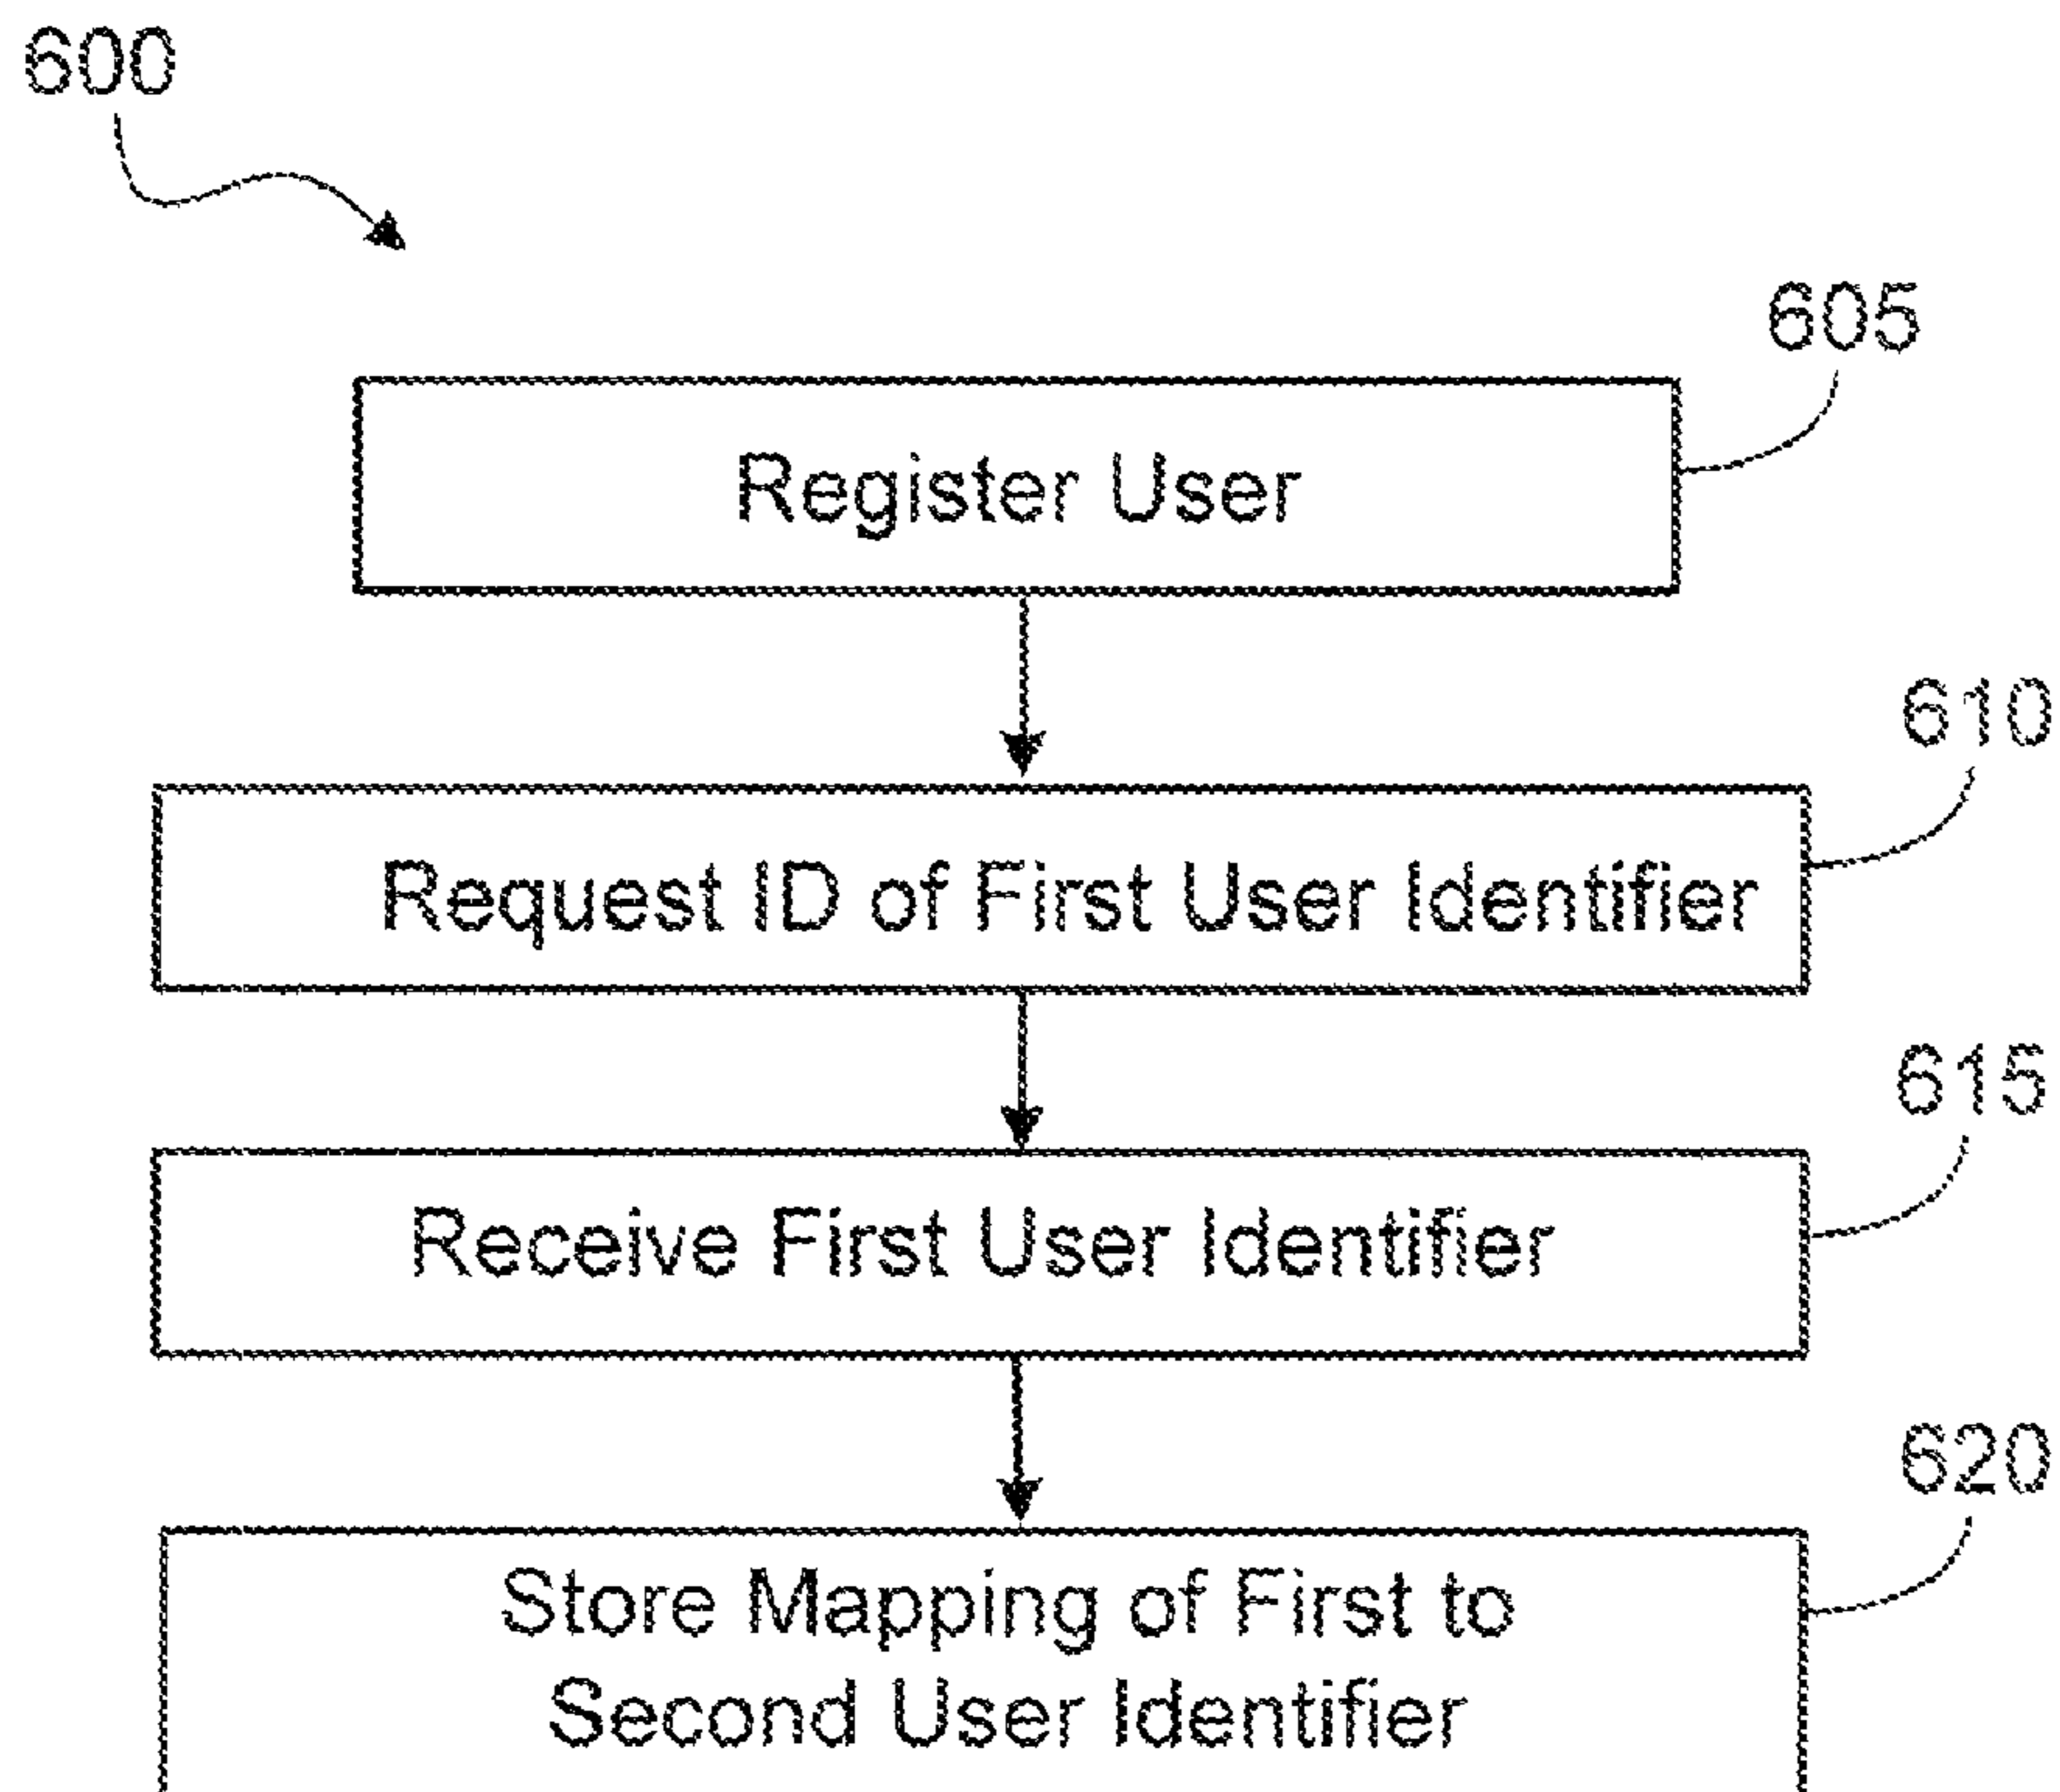 600
605
Register User
610
Request ID of First User Identifier
615
Receive First User Identifier
620
Store Mapping of First to
Second User Identifier